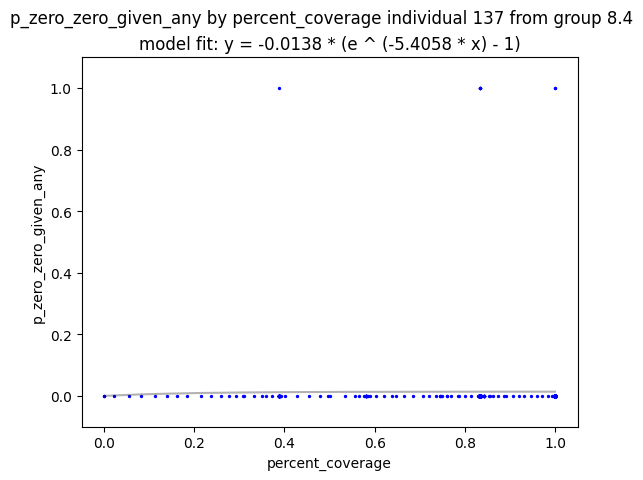 p_zero_zero_given_any by percent_coverage individual 137 from group 8.4
model fit: y = -0.0138 * (e ^ (-5.4058 * x) - 1)
1.0
0.8
0.6
0.4
0.2
0.0
p_zero_zero_given_any
0.0 0.2 0.4 0.6 0.8 1.0
percent_coverage